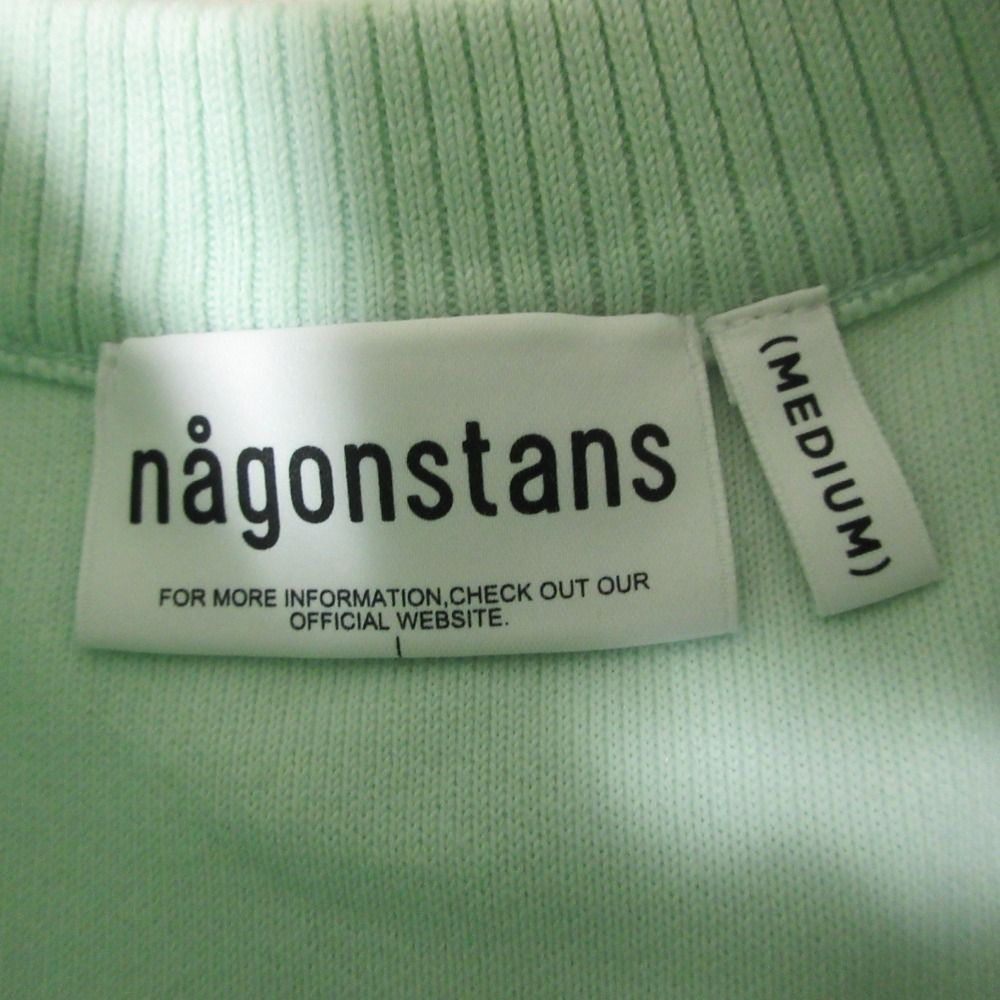 någonstans
FOR MORE INFORMATION,CHECK OUT OUR
OFFICIAL WEBSITE.
(MEDIUM)